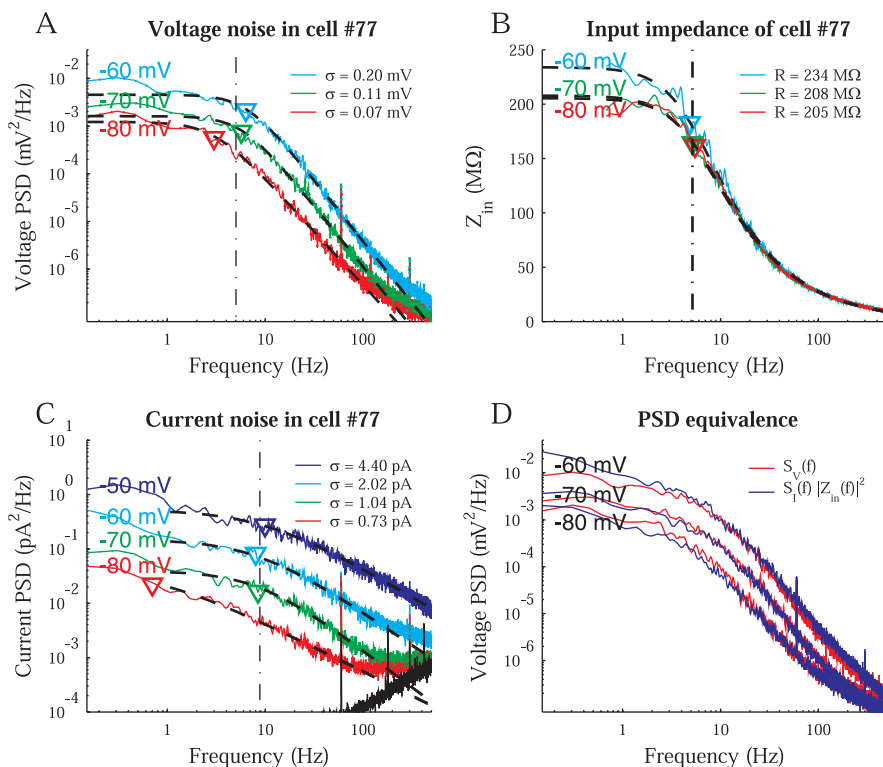 A
Voltage noise in cell #77
Voltage PSD (mV²/Hz)
10⁻²
10⁻³
10⁻⁴
10⁻⁵
10⁻⁶
-60 mV
-70 mV
-80 mV
σ = 0.20 mV
σ = 0.11 mV
σ = 0.07 mV
1
10
100
Frequency (Hz)
B
Input impedance of cell #77
Z_in (MΩ)
250
200
150
100
50
0
-60 mV
-70 mV
-80 mV
R = 234 MΩ
R = 208 MΩ
R = 205 MΩ
1
10
100
Frequency (Hz)
C
Current noise in cell #77
Current PSD (pA²/Hz)
10¹
10⁰
10⁻¹
10⁻²
10⁻³
10⁻⁴
-50 mV
-60 mV
-70 mV
-80 mV
σ = 4.40 pA
σ = 2.02 pA
σ = 1.04 pA
σ = 0.73 pA
1
10
100
Frequency (Hz)
D
PSD equivalence
Voltage PSD (mV²/Hz)
10⁻²
10⁻³
10⁻⁴
10⁻⁵
10⁻⁶
-60 mV
-70 mV
-80 mV
S_V(f)
S_I(f) |Z_in(f)|²
1
10
100
Frequency (Hz)